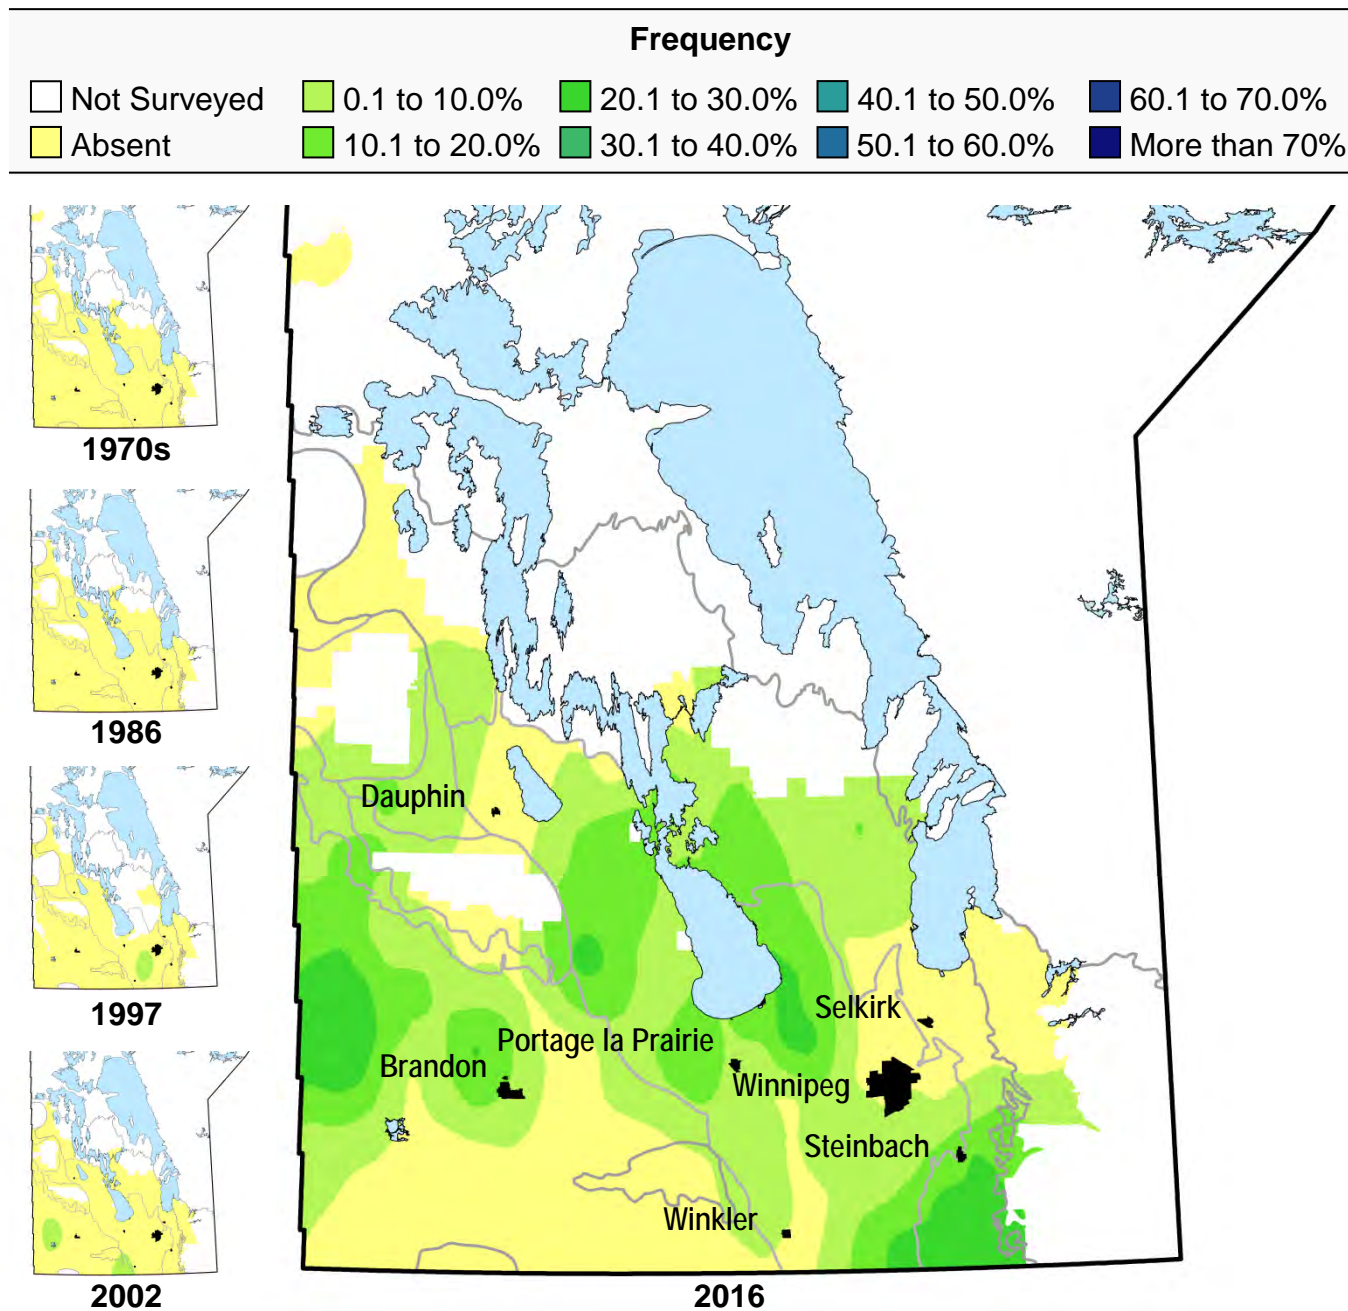 Frequency
Not Surveyed 0.1 to 10.0% 20.1 to 30.0% 40.1 to 50.0% 60.1 to 70.0%
Absent 10.1 to 20.0% 30.1 to 40.0% 50.1 to 60.0% More than 70%
1970s
1986
1997
2002
Dauphin
Selkirk
Portage la Prairie
Brandon
Winnipeg
Steinbach
Winkler
2016